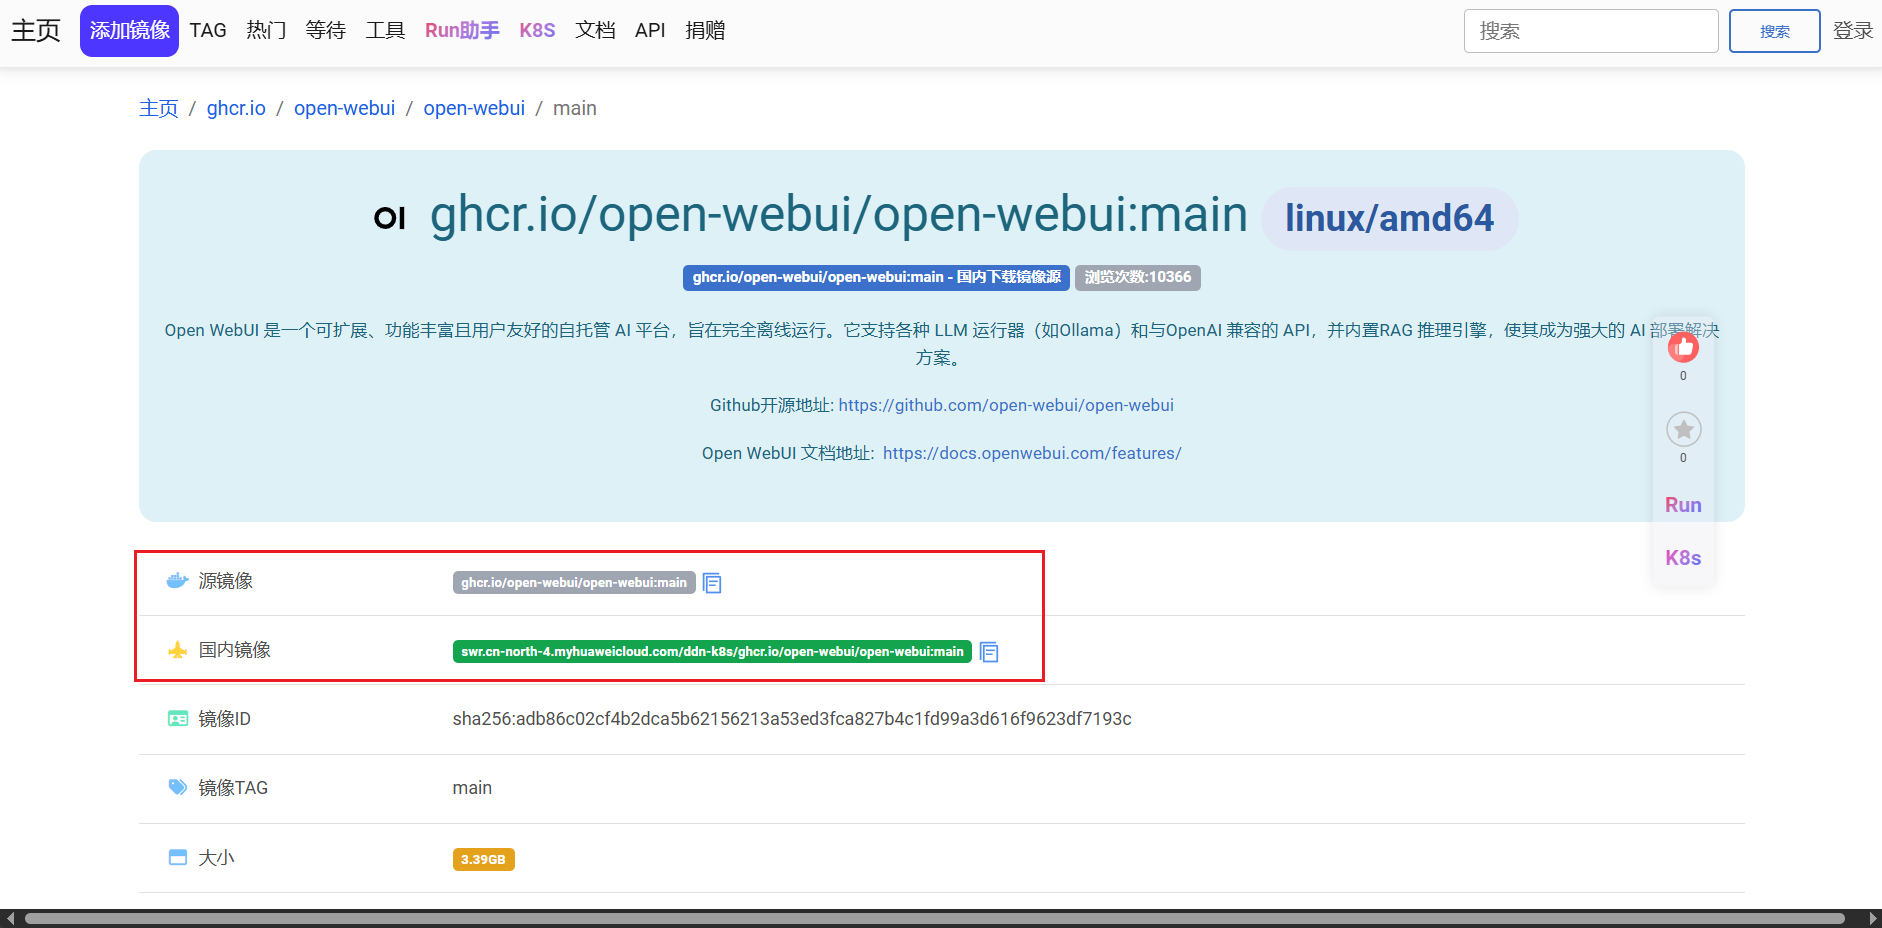 主页 添加镜像 TAG 热门 等待 工具 Run助手 K8S 文档 API 捐赠 搜索 搜索 登录
主页 / ghcr.io / open-webui / open-webui / main
ghcr.io/open-webui/open-webui:main linux/amd64
ghcr.io/open-webui/open-webui:main - 国内下载镜像源 浏览次数:10366
Open WebUI 是一个可扩展、功能丰富且用户友好的自托管 AI 平台，旨在完全离线运行。它支持各种 LLM 运行器（如Ollama）和与OpenAI 兼容的 API，并内置RAG 推理引擎，使其成为强大的 AI 部署解决
方案。
0
Github开源地址: https://github.com/open-webui/open-webui
Open WebUI 文档地址: https://docs.openwebui.com/features/
0
Run
K8s
源镜像 ghcr.io/open-webui/open-webui:main
国内镜像 swr.cn-north-4.myhuaweicloud.com/ddn-k8s/ghcr.io/open-webui/open-webui:main
镜像ID sha256:adb86c02cf4b2dca5b62156213a53ed3fca827b4c1fd99a3d616f9623df7193c
镜像TAG main
大小 3.39GB